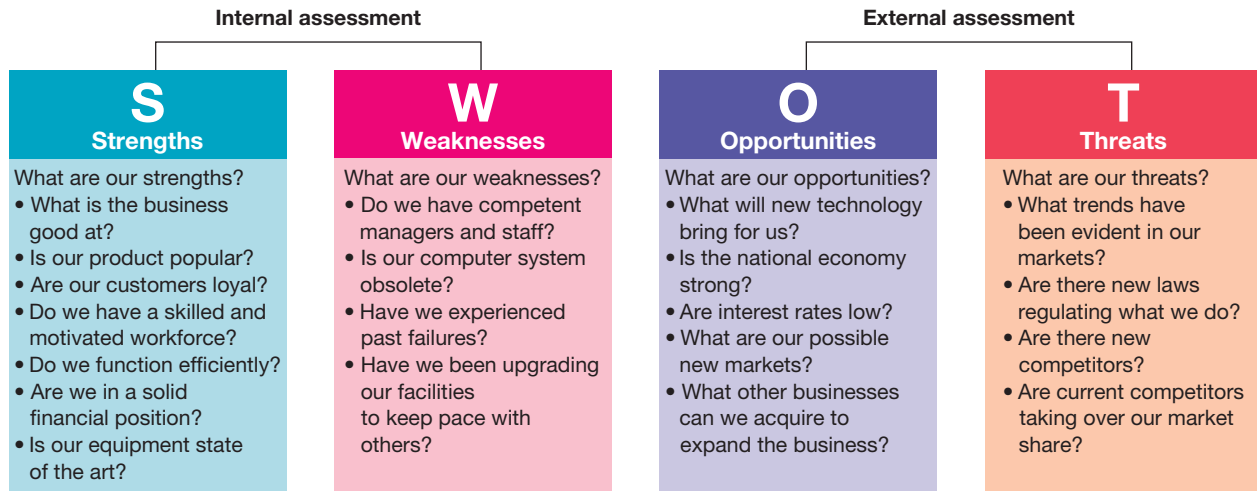 Internal assessment
External assessment
S
Strengths
What are our strengths?
• What is the business
good at?
• Is our product popular?
• Are our customers loyal?
• Do we have a skilled and
motivated workforce?
• Do we function efficiently?
• Are we in a solid
financial position?
• Is our equipment state
of the art?
W
Weaknesses
What are our weaknesses?
• Do we have competent
managers and staff?
• Is our computer system
obsolete?
• Have we experienced
past failures?
• Have we been upgrading
our facilities
to keep pace with
others?
O
Opportunities
What are our opportunities?
• What will new technology
bring for us?
• Is the national economy
strong?
• Are interest rates low?
• What are our possible
new markets?
• What other businesses
can we acquire to
expand the business?
T
Threats
What are our threats?
• What trends have
been evident in our
markets?
• Are there new laws
regulating what we do?
• Are there new
competitors?
• Are current competitors
taking over our market
share?